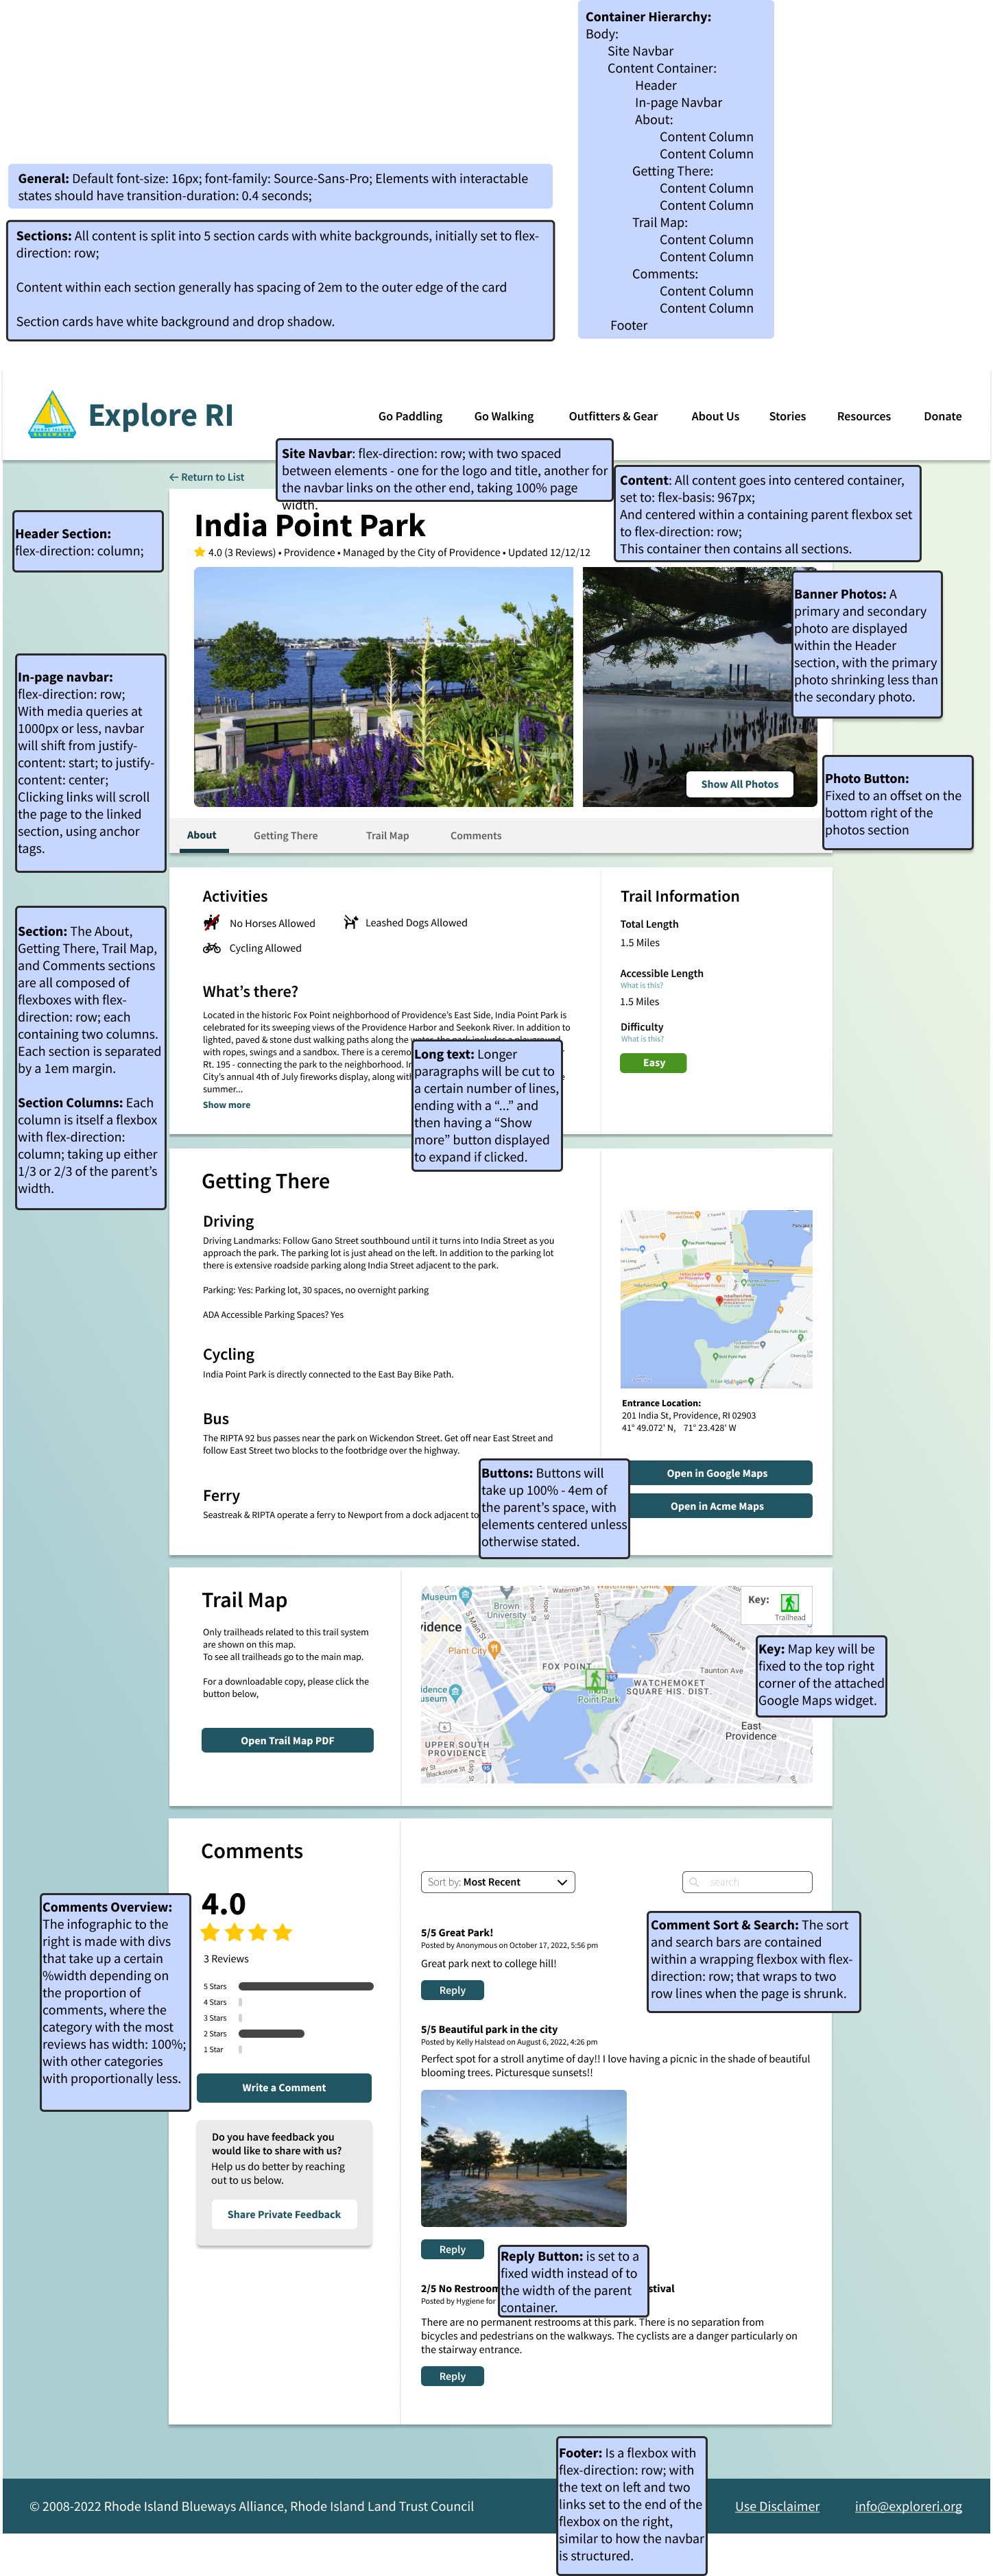 Container Hierarchy:
Body:
Site Navbar
Content Container:
Header
In-page Navbar
About:
Content Column
Content Column
Getting There:
Content Column
Content Column
Trail Map:
Content Column
Content Column
Comments:
Content Column
Content Column
Footer
General: Default font-size: 16px; font-family: Source-Sans-Pro; Elements with interactable
states should have transition-duration: 0.4 seconds;
Sections: All content is split into 5 section cards with white backgrounds, initially set to flex-
direction: row;
Content within each section generally has spacing of 2em to the outer edge of the card
Section cards have white background and drop shadow.
RHODE ISLAND
BLUEWAYS
Explore RI
Go Paddling
Go Walking
Outfitters & Gear
About Us
Stories
Resources
Donate
Site Navbar: flex-direction: row; with two spaced
between elements - one for the logo and title, another for
the navbar links on the other end, taking 100% page
width.
← Return to List
Content: All content goes into centered container,
set to: flex-basis: 967px;
And centered within a containing parent flexbox set
to flex-direction: row;
This container then contains all sections.
Header Section:
flex-direction: column;
India Point Park
4.0 (3 Reviews) • Providence • Managed by the City of Providence • Updated 12/12/12
Banner Photos: A
primary and secondary
photo are displayed
within the Header
section, with the primary
photo shrinking less than
the secondary photo.
In-page navbar:
flex-direction: row;
With media queries at
1000px or less, navbar
will shift from justify-
content: start; to justify-
content: center;
Clicking links will scroll
the page to the linked
section, using anchor
tags.
Show All Photos
Photo Button:
Fixed to an offset on the
bottom right of the
photos section
About
Getting There
Trail Map
Comments
Activities
No Horses Allowed
Leashed Dogs Allowed
Cycling Allowed
Trail Information
Total Length
1.5 Miles
Accessible Length
What is this?
1.5 Miles
Difficulty
What is this?
Easy
Section: The About,
Getting There, Trail Map,
and Comments sections
are all composed of
flexboxes with flex-
direction: row; each
containing two columns.
Each section is separated
by a 1em margin.
Section Columns: Each
column is itself a flexbox
with flex-direction:
column; taking up either
1/3 or 2/3 of the parent's
width.
What's there?
Located in the historic Fox Point neighborhood of Providence's East Side, India Point Park is
celebrated for its sweeping views of the Providence Harbor and Seekonk River. In addition to
lighted, paved & stone dust walking paths along the water, the park includes a playground
with ropes, swings and a sandbox. There is a
Rt. 195 - connecting the park to the neighborhood.
City's annual 4th of July fireworks display, along
summer...
Show more
Long text: Longer
paragraphs will be cut to
a certain number of lines,
ending with a "..." and
then having a "Show
more" button displayed
to expand if clicked.
Getting There
Driving
Driving Landmarks: Follow Gano Street southbound until it turns into India Street as you
approach the park. The parking lot is just ahead on the left. In addition to the parking lot
there is extensive roadside parking along India Street adjacent to the park.
Parking: Yes: Parking lot, 30 spaces, no overnight parking
ADA Accessible Parking Spaces? Yes
Cycling
India Point Park is directly connected to the East Bay Bike Path.
Bus
The RIPTA 92 bus passes near the park on Wickendon Street. Get off near East Street and
follow East Street two blocks to the footbridge over the highway.
Ferry
Seastreak & RIPTA operate a ferry to Newport from a dock adjacent to
Entrance Location:
201 India St, Providence, RI 02903
41° 49.072' N, 71° 23.428' W
Open in Google Maps
Open in Acme Maps
Buttons: Buttons will
take up 100% - 4em of
the parent's space, with
elements centered unless
otherwise stated.
Trail Map
Only trailheads related to this trail system
are shown on this map.
To see all trailheads go to the main map.
For a downloadable copy, please click the
button below,
Open Trail Map PDF
Museum
Brown
University
Plant City
FOX POINT
India
Point Park
WATCHEMOKET
SQUARE HIS. DIST.
Taunton Ave
Waterman Ave
East
Providence
UPPER SOUTH
PROVIDENCE
Key:
Trailhead
Key: Map key will be
fixed to the top right
corner of the attached
Google Maps widget.
Comments
4.0
3 Reviews
5 Stars
4 Stars
3 Stars
2 Stars
1 Star
Write a Comment
Do you have feedback you
would like to share with us?
Help us do better by reaching
out to us below.
Share Private Feedback
Comments Overview:
The infographic to the
right is made with divs
that take up a certain
%width depending on
the proportion of
comments, where the
category with the most
reviews has width: 100%;
with other categories
with proportionally less.
Sort by: Most Recent
search
Comment Sort & Search: The sort
and search bars are contained
within a wrapping flexbox with flex-
direction: row; that wraps to two
row lines when the page is shrunk.
5/5 Great Park!
Posted by Anonymous on October 17, 2022, 5:56 pm
Great park next to college hill!
Reply
5/5 Beautiful park in the city
Posted by Kelly Halstead on August 6, 2022, 4:26 pm
Perfect spot for a stroll anytime of day!! I love having a picnic in the shade of beautiful
blooming trees. Picturesque sunsets!!
Reply
Reply Button: is set to a
fixed width instead of to
the width of the parent
container.
2/5 No
Posted by Hygiene for
There are no permanent restrooms at this park. There is no separation from
bicycles and pedestrians on the walkways. The cyclists are a danger particularly on
the stairway entrance.
Reply
Footer: Is a flexbox with
flex-direction: row; with
the text on left and two
links set to the end of the
flexbox on the right,
similar to how the navbar
is structured.
© 2008-2022 Rhode Island Blueways Alliance, Rhode Island Land Trust Council
Use Disclaimer
info@exploreri.org